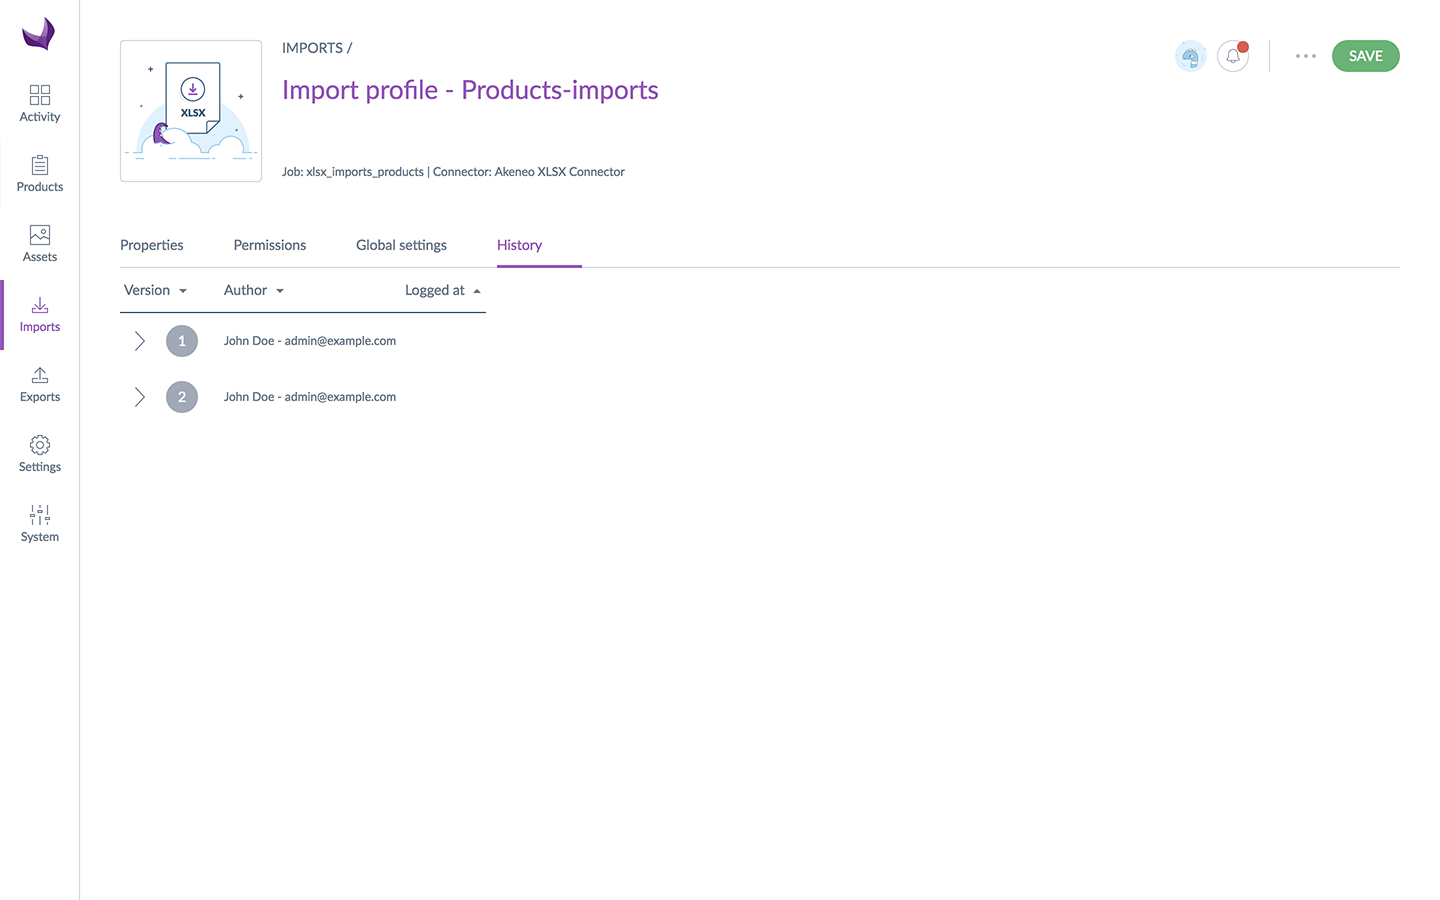 IMPORTS /
Import profile - Products-imports
SAVE
XLSX
Job: xlsx_imports_products | Connector: Akeneo XLSX Connector
Activity
Products
Assets
Imports
Exports
Settings
System
Properties Permissions Global settings History
Version Author Logged at
1 John Doe - admin@example.com
2 John Doe - admin@example.com